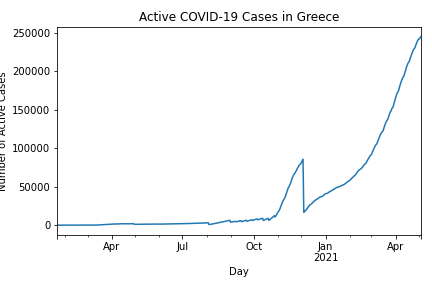 Active COVID-19 Cases in Greece
Number of Active Cases
250000
200000
150000
100000
50000
0
Apr
Jul
Oct
Jan
2021
Apr
Day